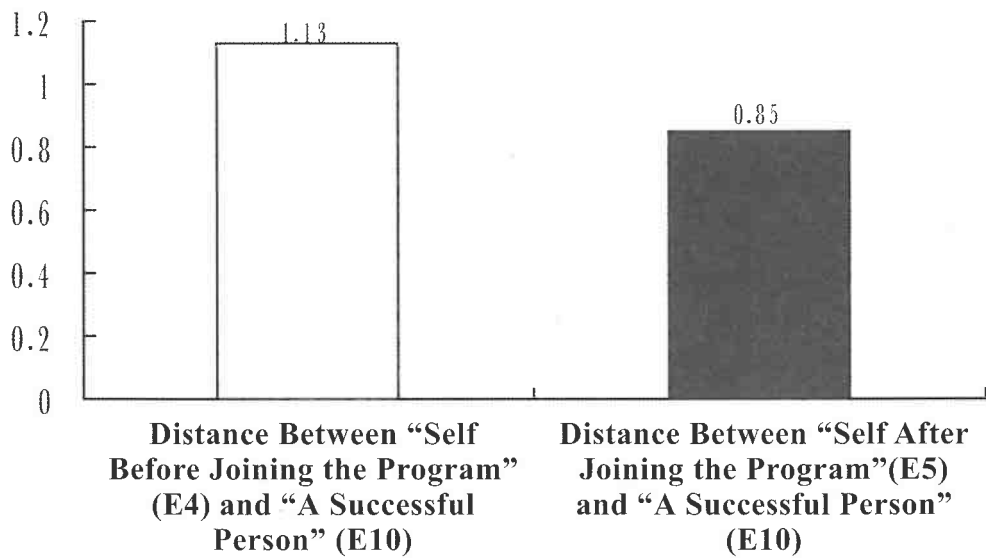 1.2
1
0.8
0.6
0.4
0.2
0
1.13
0.85
Distance Between “Self
Before Joining the Program”
(E4) and “A Successful
Person” (E10)
Distance Between “Self After
Joining the Program”(E5)
and “A Successful Person”
(E10)